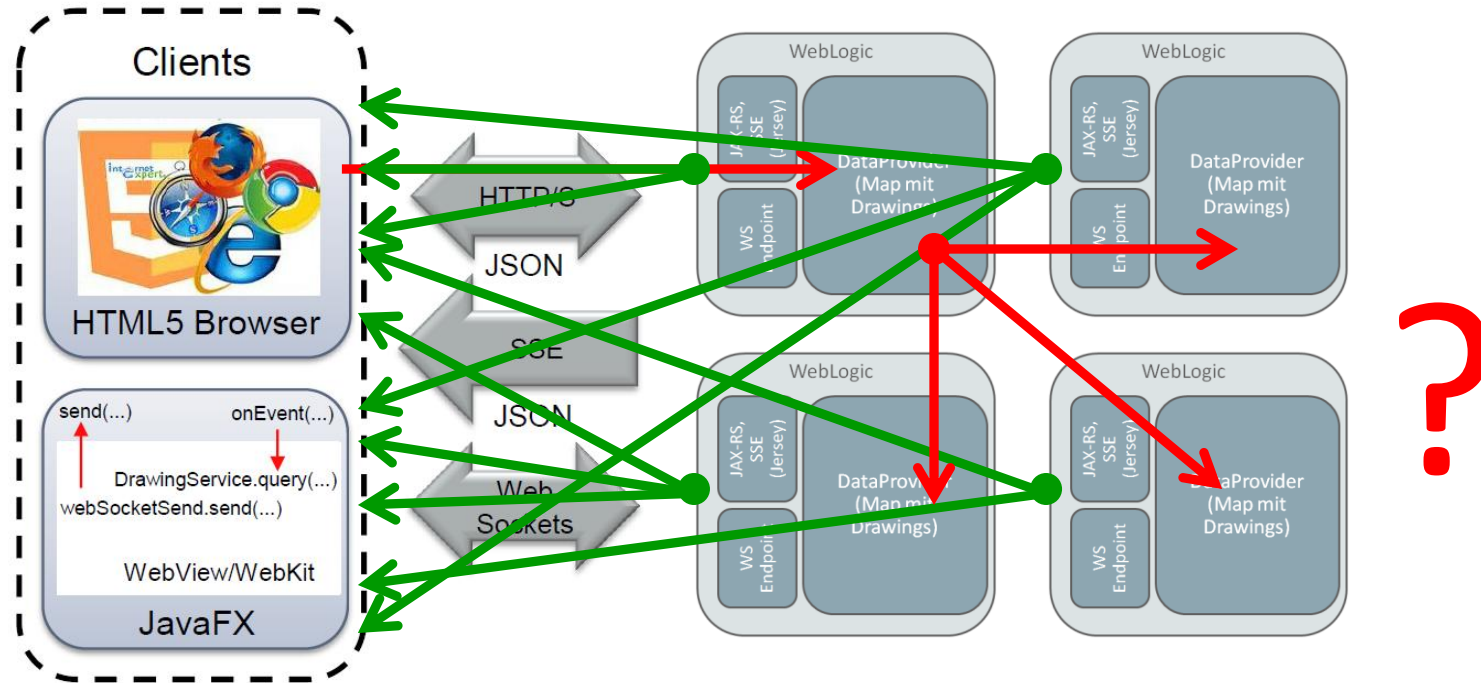 Clients
Internet
expert
HTML5 Browser
send(...)
onEvent(...)
DrawingService.query(...)
webSocketSend.send(...)
WebView/WebKit
JavaFX
HTTP/S
JSON
SSE
JSON
Web
Sockets
WebLogic
JAX-RS,
SSE
(Jersey)
WS
Endpoint
DataProvider
(Map mit
Drawings)
WebLogic
JAX-RS,
SSE
(Jersey)
WS
Endpoint
DataProvider
(Map mit
Drawings)
WebLogic
JAX-RS,
SSE
(Jersey)
WS
Endpoint
DataProvider
(Map mit
Drawings)
WebLogic
JAX-RS,
SSE
(Jersey)
WS
Endpoint
DataProvider
(Map mit
Drawings)
?